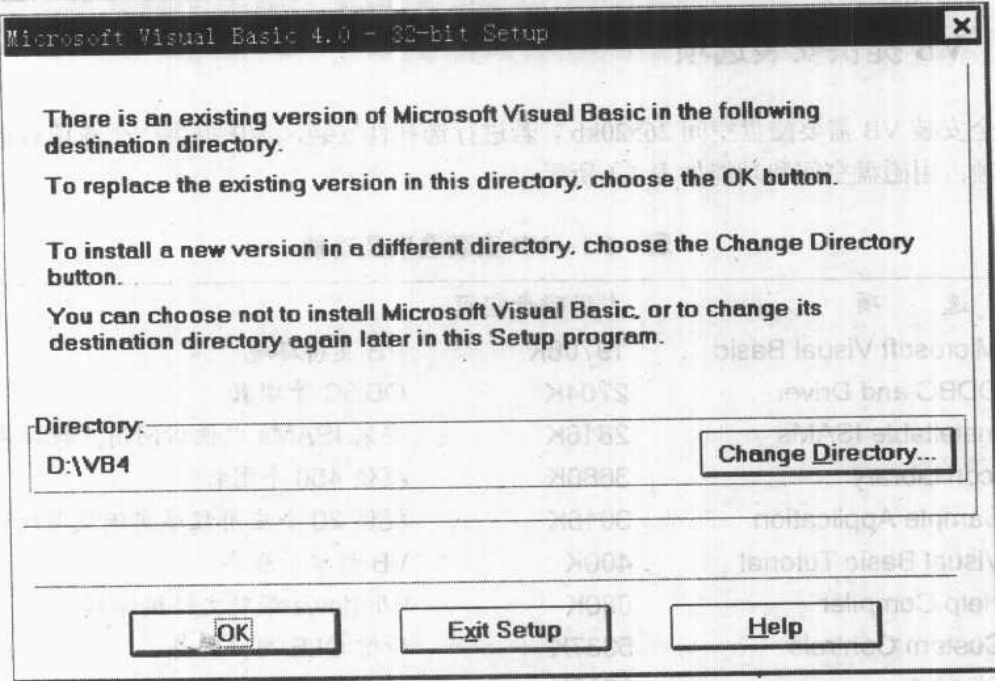 Microsoft Visual Basic 4.0 - 32-bit Setup
There is an existing version of Microsoft Visual Basic in the following
destination directory.
To replace the existing version in this directory, choose the OK button.
To install a new version in a different directory, choose the Change Directory
button.
You can choose not to install Microsoft Visual Basic, or to change its
destination directory again later in this Setup program.
Directory:
D:\VB4
Change Directory...
OK
Exit Setup
Help